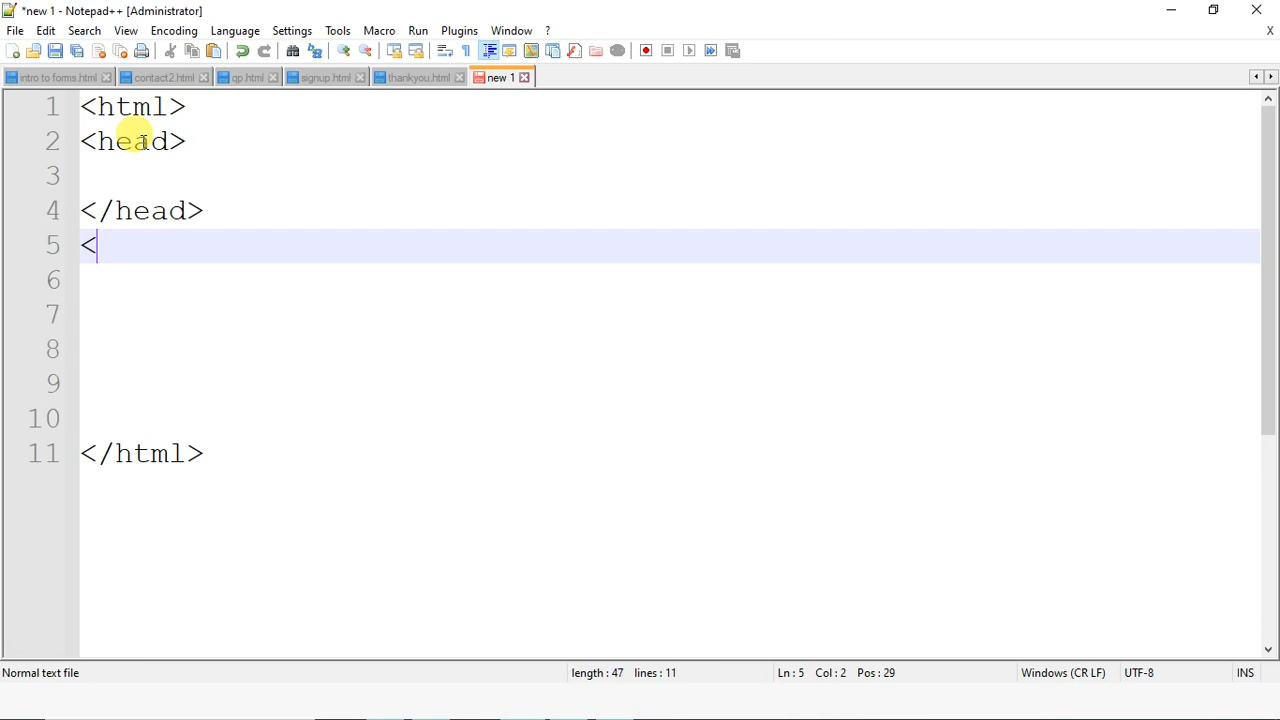 *new 1 - Notepad++ [Administrator]
File Edit Search View Encoding Language Settings Tools Macro Run Plugins Window ? X
intro to forms.html contact2.html qp.html signup.html thankyou.html new 1
1 <html>
2 <head>
3
4 </head>
5 <
6
7
8
9
10
11 </html>
Normal text file length : 47 lines : 11 Ln : 5 Col : 2 Pos : 29 Windows (CR LF) UTF-8 INS